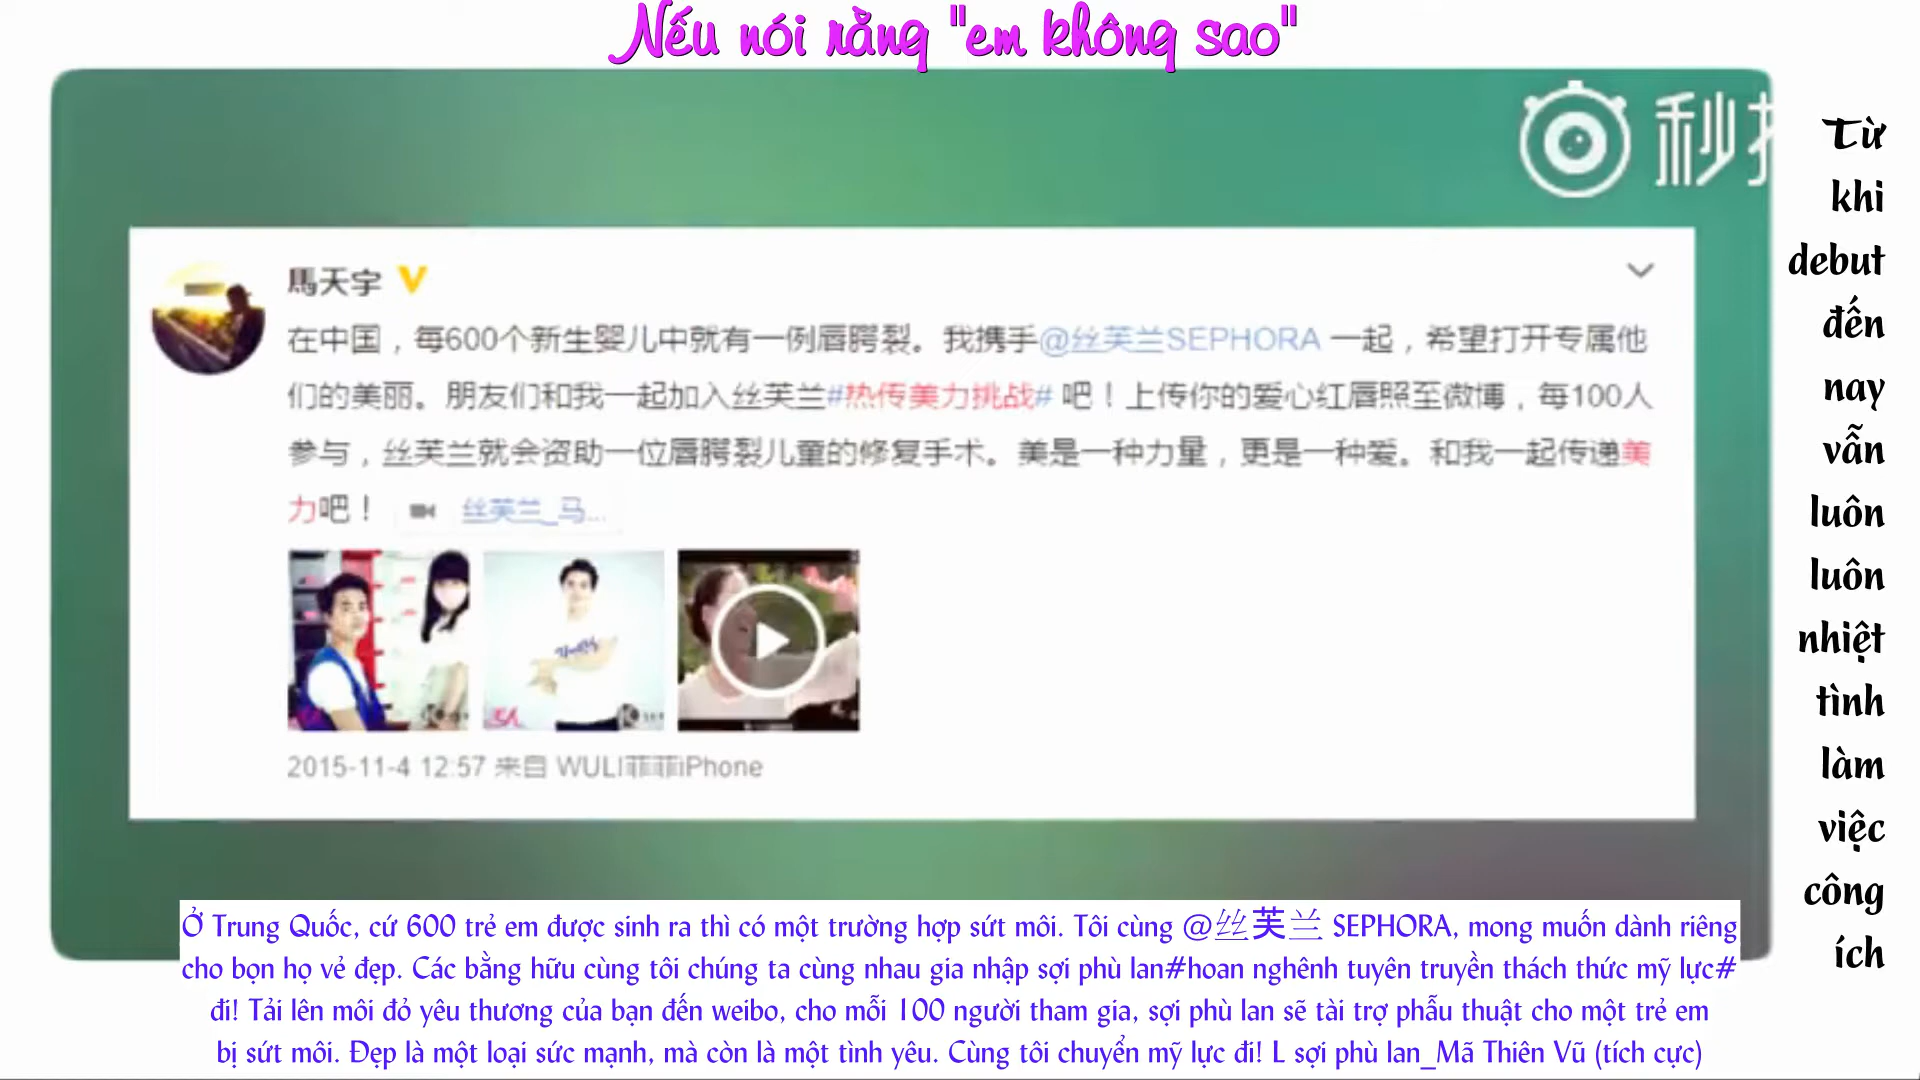 Nếu nói rằng "em không sao"
秒拍
馬天宇
在中国，每600个新生婴儿中就有一例唇腭裂。我携手@丝芙兰SEPHORA 一起，希望打开专属他
们的美丽。朋友们和我一起加入丝芙兰#热传美力挑战# 吧！上传你的爱心红唇照至微博，每100人
参与，丝芙兰就会资助一位唇腭裂儿童的修复手术。美是一种力量，更是一种爱。和我一起传递美
力吧！ 丝芙兰_马...
2015-11-4 12:57 来自 WULI菲菲iPhone
Từ
khi
debut
đến
nay
vẫn
luôn
luôn
nhiệt
tình
làm
việc
công
ích
Ở Trung Quốc, cứ 600 trẻ em được sinh ra thì có một trường hợp sứt môi. Tôi cùng @丝芙兰 SEPHORA, mong muốn dành riêng
cho bọn họ vẻ đẹp. Các bằng hữu cùng tôi chúng ta cùng nhau gia nhập sợi phù lan#hoan nghênh tuyên truyền thách thức mỹ lực#
đi! Tải lên môi đỏ yêu thương của bạn đến weibo, cho mỗi 100 người tham gia, sợi phù lan sẽ tài trợ phẫu thuật cho một trẻ em
bị sứt môi. Đẹp là một loại sức mạnh, mà còn là một tình yêu. Cùng tôi chuyển mỹ lực đi! L sợi phù lan_Mã Thiên Vũ (tích cực)